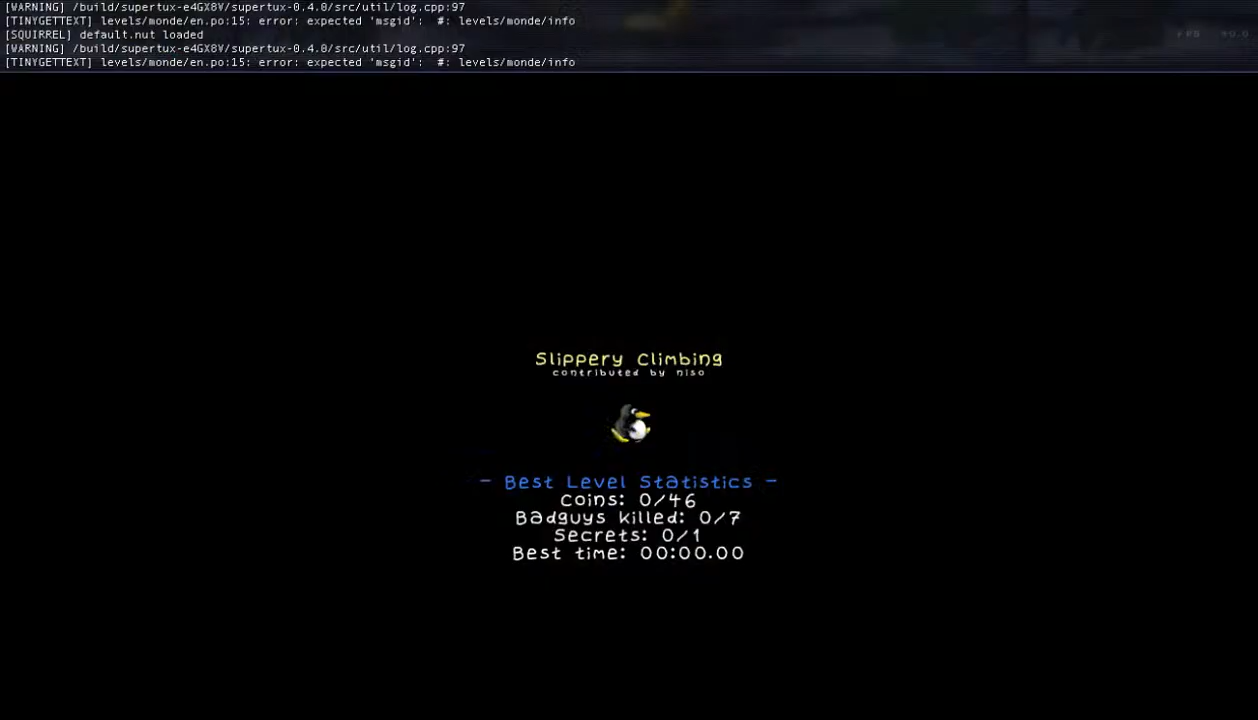 [WARNING] /build/supertux-e4GX8V/supertux-0.4.0/src/util/log.cpp:97
[TINYGETTEXT] levels/monde/en.po:15: error: expected 'msgid':  #: levels/monde/info
[SQUIRREL] default.nut loaded
[WARNING] /build/supertux-e4GX8V/supertux-0.4.0/src/util/log.cpp:97
[TINYGETTEXT] levels/monde/en.po:15: error: expected 'msgid':  #: levels/monde/info
Slippery Climbing
contributed by niso
- Best Level Statistics -
Coins: 0/46
Badguys killed: 0/7
Secrets: 0/1
Best time: 00:00.00